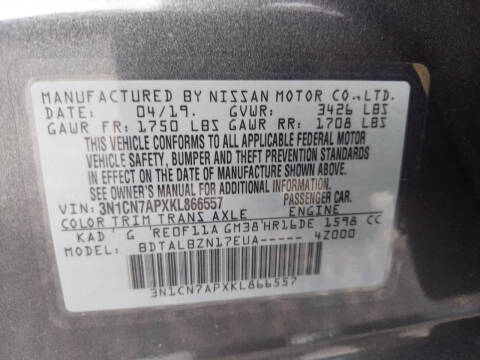 MANUFACTURED BY NISSAN MOTOR CO., LTD.
DATE: 04/19. GVWR: 3426 LBS
GAWR FR: 1750 LBS GAWR RR: 1708 LBS
THIS VEHICLE CONFORMS TO ALL APPLICABLE FEDERAL MOTOR
VEHICLE SAFETY, BUMPER AND THEFT PREVENTION STANDARDS
IN EFFECT ON THE DATE OF MANUFACTURE SHOWN ABOVE.
SEE OWNER'S MANUAL FOR ADDITIONAL INFORMATION
VIN: 3N1CN7APXKL866557 PASSENGER CAR.
COLOR TRIM TRANS AXLE ENGINE
KAD G RE0F11A GM38 HR16DE 1598 CC
MODEL: BDTALBZN17EUA----- 4Z000
3N1CN7APXKL866557